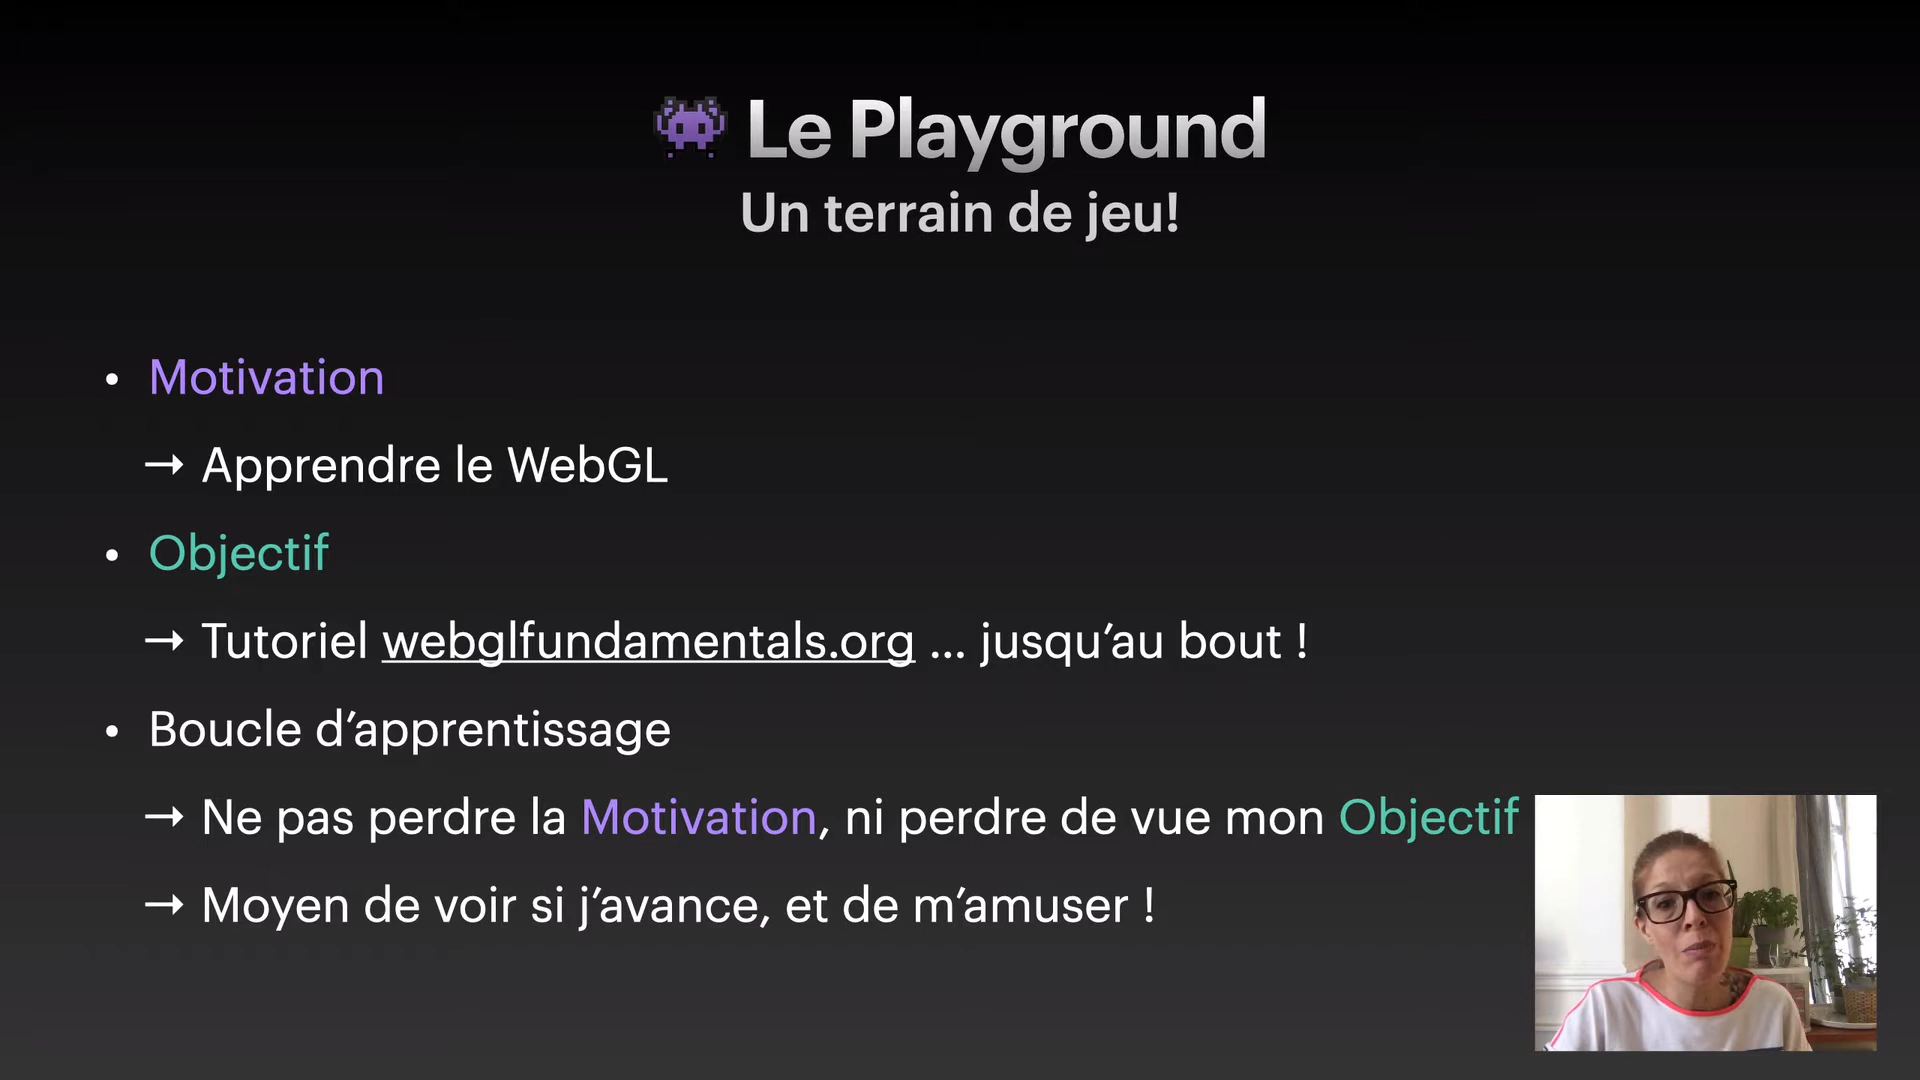 👾 Le Playground
Un terrain de jeu!
• Motivation
→ Apprendre le WebGL
• Objectif
→ Tutoriel webglfundamentals.org ... jusqu’au bout !
• Boucle d’apprentissage
→ Ne pas perdre la Motivation, ni perdre de vue mon Objectif
→ Moyen de voir si j’avance, et de m’amuser !